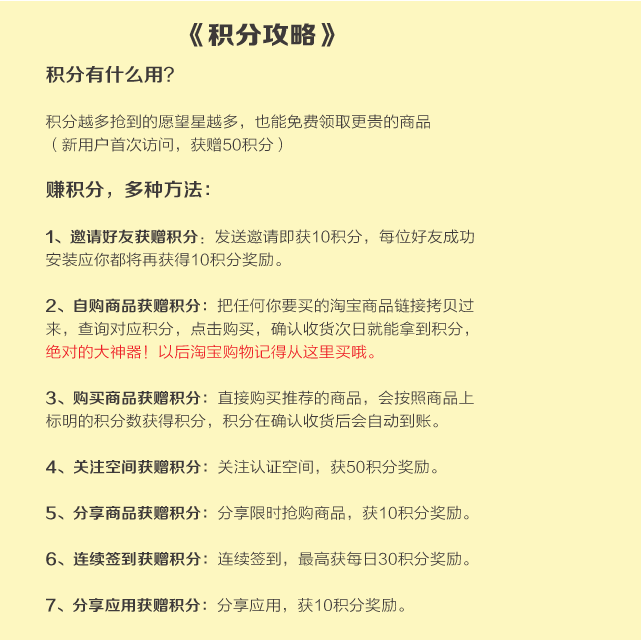 《积分攻略》
积分有什么用?
积分越多抢到的愿望星越多，也能免费领取更贵的商品
（新用户首次访问，获赠50积分）
赚积分，多种方法：
1、邀请好友获赠积分：发送邀请即获10积分，每位好友成功
安装应你都将再获得10积分奖励。
2、自购商品获赠积分：把任何你要买的淘宝商品链接拷贝过
来，查询对应积分，点击购买，确认收货次日就能拿到积分，
绝对的大神器！以后淘宝购物记得从这里买哦。
3、购买商品获赠积分：直接购买推荐的商品，会按照商品上
标明的积分数获得积分，积分在确认收货后会自动到账。
4、关注空间获赠积分：关注认证空间，获50积分奖励。
5、分享商品获赠积分：分享限时抢购商品，获10积分奖励。
6、连续签到获赠积分：连续签到，最高获每日30积分奖励。
7、分享应用获赠积分：分享应用，获10积分奖励。